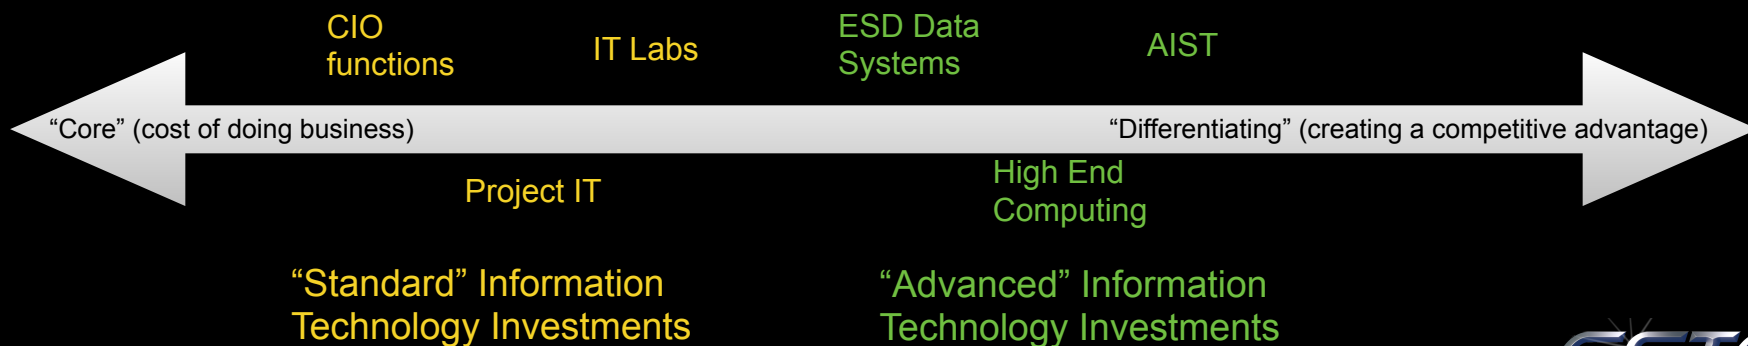 CIO
functions
IT Labs
ESD Data
Systems
AIST
“Core” (cost of doing business)
“Differentiating” (creating a competitive advantage)
Project IT
High End
Computing
“Standard” Information
Technology Investments
“Advanced” Information
Technology Investments